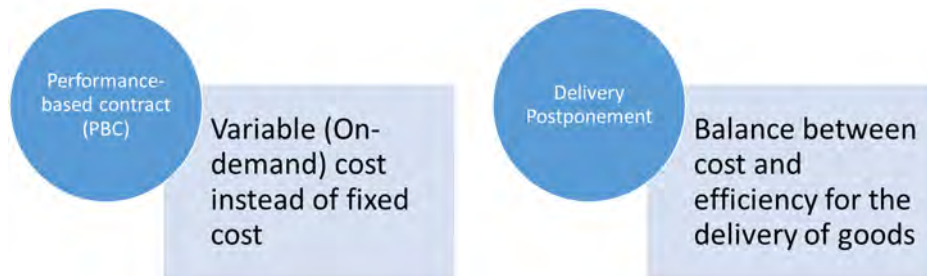 Performance-
based contract
(PBC)
Variable (On-
demand) cost
instead of fixed
cost
Delivery
Postponement
Balance between
cost and
efficiency for the
delivery of goods